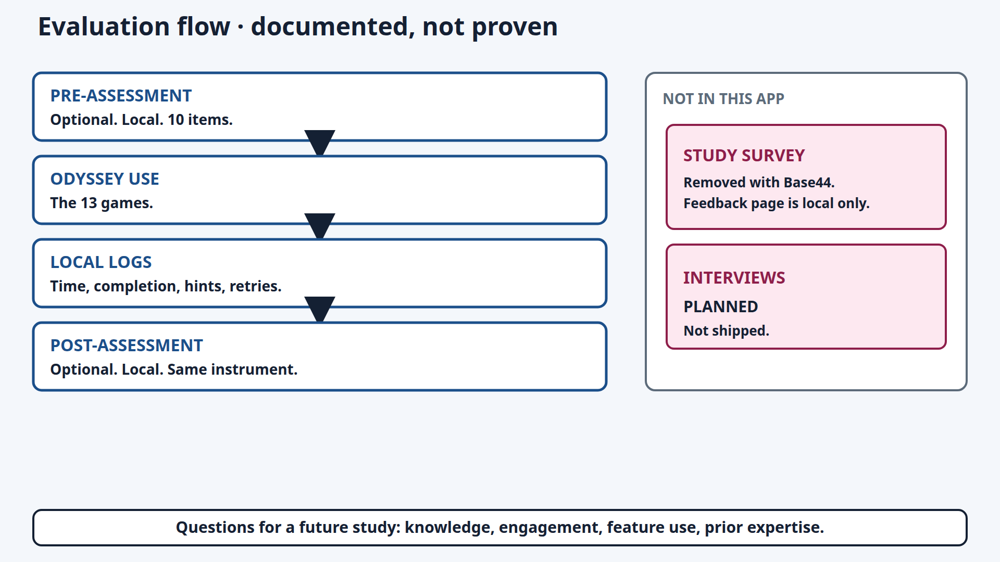 Evaluation flow · documented, not proven
PRE-ASSESSMENT
Optional. Local. 10 items.
ODYSSEY USE
The 13 games.
LOCAL LOGS
Time, completion, hints, retries.
POST-ASSESSMENT
Optional. Local. Same instrument.
NOT IN THIS APP
STUDY SURVEY
Removed with Base44.
Feedback page is local only.
INTERVIEWS
PLANNED
Not shipped.
Questions for a future study: knowledge, engagement, feature use, prior expertise.